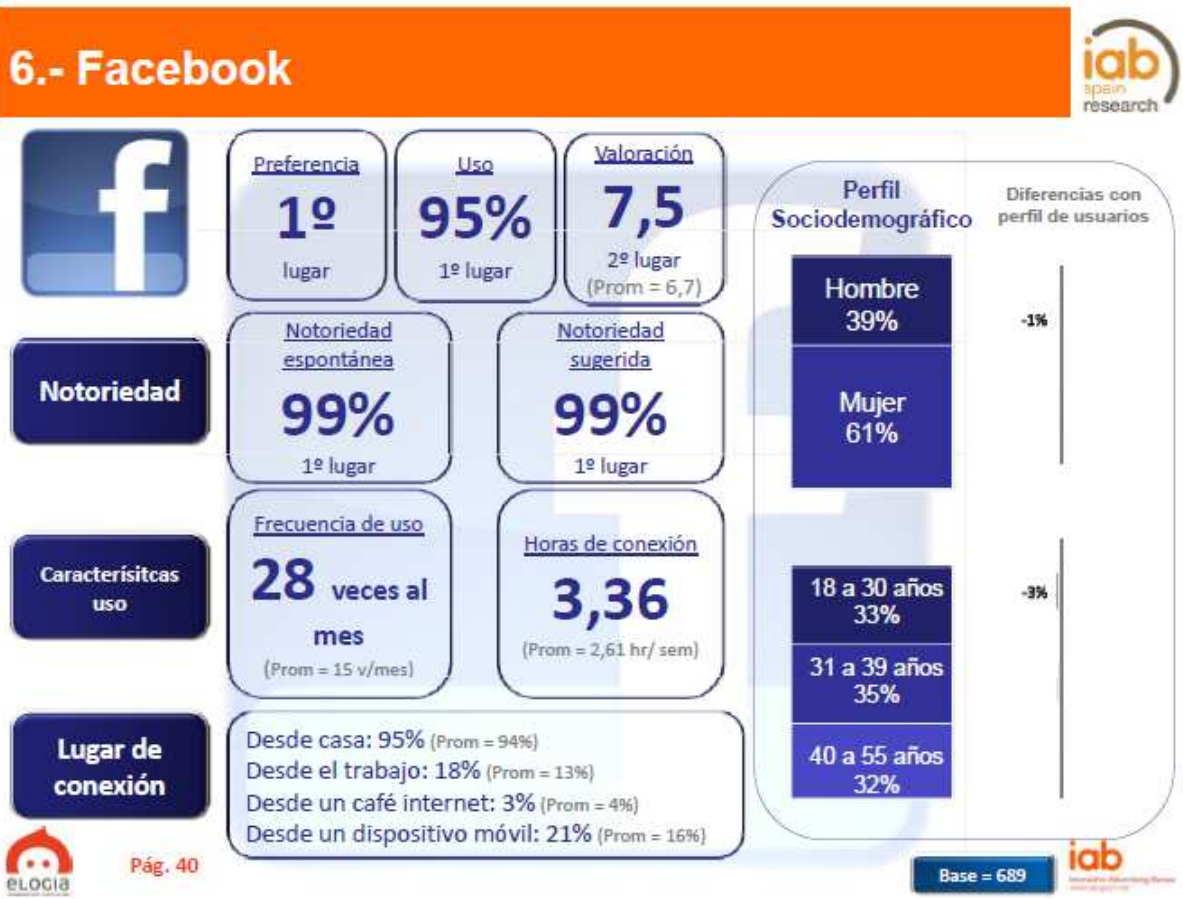 6.- Facebook
iab
spain
research
f
Preferencia
1º
lugar
Uso
95%
1º lugar
Valoración
7,5
2º lugar
(Prom = 6,7)
Notoriedad
Notoriedad
espontánea
99%
1º lugar
Notoriedad
sugerida
99%
1º lugar
Caracterísitcas
uso
Frecuencia de uso
28 veces al
mes
(Prom = 15 v/mes)
Horas de conexión
3,36
(Prom = 2,61 hr/ sem)
Lugar de
conexión
Desde casa: 95% (Prom = 94%)
Desde el trabajo: 18% (Prom = 13%)
Desde un café internet: 3% (Prom = 4%)
Desde un dispositivo móvil: 21% (Prom = 16%)
Perfil
Sociodemográfico
Diferencias con
perfil de usuarios
Hombre
39%
-1%
Mujer
61%
18 a 30 años
33%
-3%
31 a 39 años
35%
40 a 55 años
32%
eLOGIA
Pág. 40
Base = 689
iab